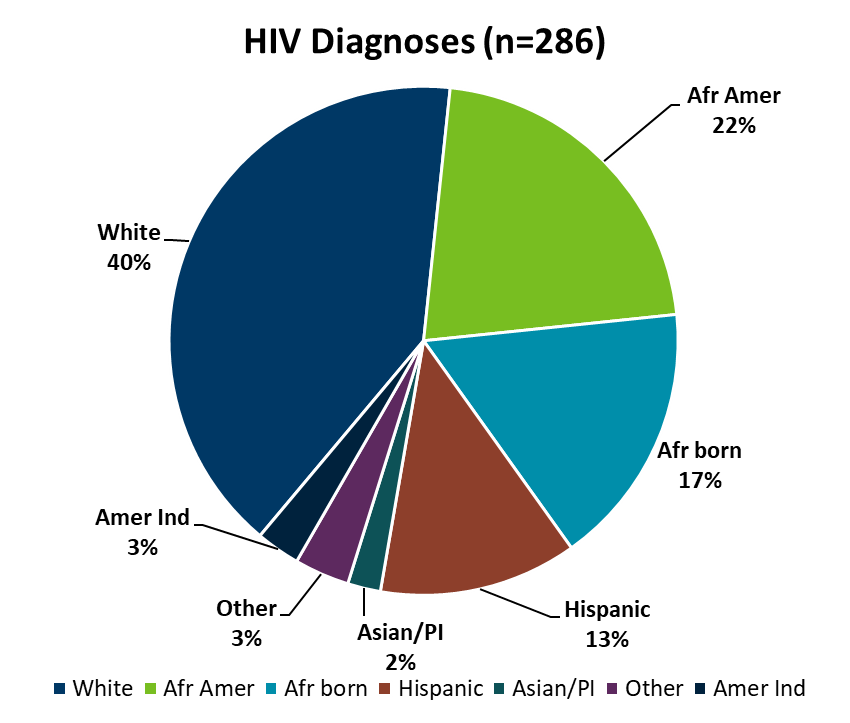 HIV Diagnoses (n=286)
Afr Amer
22%
White
40%
Afr born
17%
Amer Ind
3%
Other
3%
Asian/PI
2%
Hispanic
13%
White Afr Amer Afr born Hispanic Asian/PI Other Amer Ind